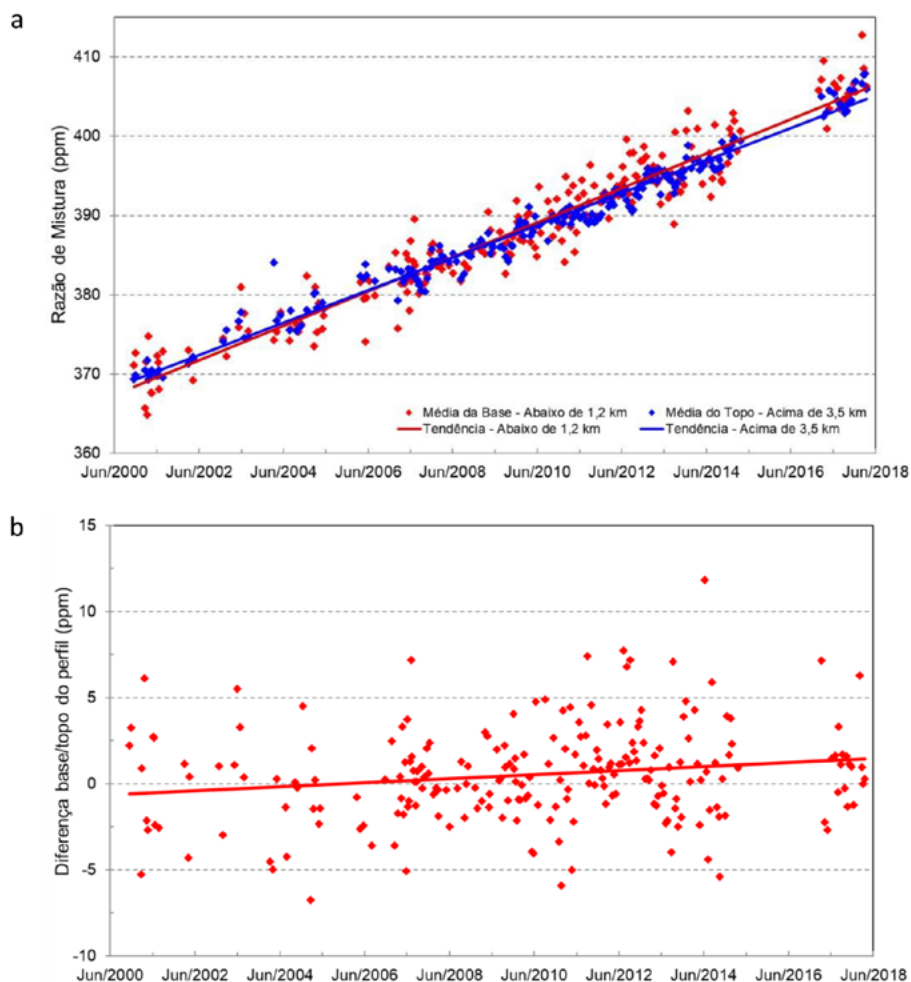 a
Razão de Mistura (ppm)
410
400
390
380
370
360
Média da Base - Abaixo de 1,2 km
Média do Topo - Acima de 3,5 km
Tendência - Abaixo de 1,2 km
Tendência - Acima de 3,5 km
Jun/2000 Jun/2002 Jun/2004 Jun/2006 Jun/2008 Jun/2010 Jun/2012 Jun/2014 Jun/2016 Jun/2018
b
Diferença base/topo do perfil (ppm)
15
10
5
0
-5
-10
Jun/2000 Jun/2002 Jun/2004 Jun/2006 Jun/2008 Jun/2010 Jun/2012 Jun/2014 Jun/2016 Jun/2018